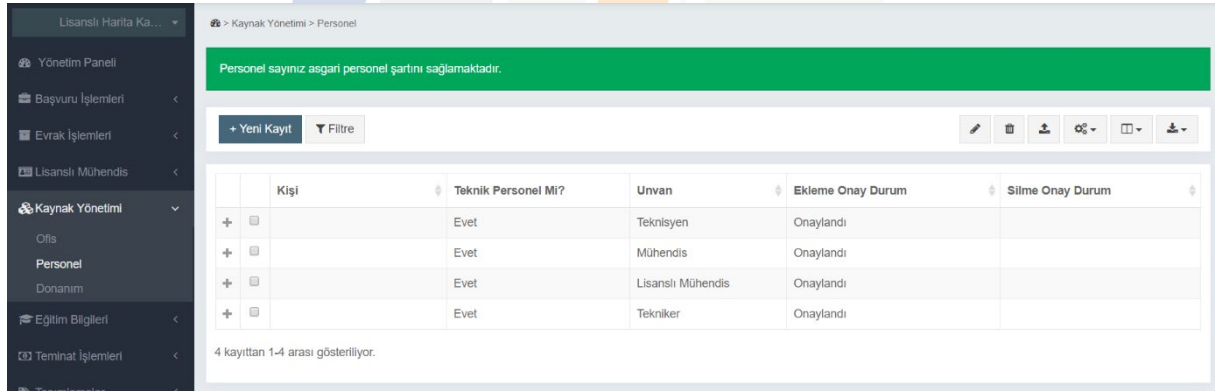 Lisanslı Harita Ka...
> Kaynak Yönetimi > Personel
Yönetim Paneli
Başvuru İşlemleri
Evrak İşlemleri
Lisanslı Mühendis
Kaynak Yönetimi
Ofis
Personel
Donanım
Eğitim Bilgileri
Teminat İşlemleri
Personel sayınız asgari personel şartını sağlamaktadır.
+ Yeni Kayıt Filtre
Kişi Teknik Personel Mi? Unvan Ekleme Onay Durum Silme Onay Durum
Evet Teknisyen Onaylandı
Evet Mühendis Onaylandı
Evet Lisanslı Mühendis Onaylandı
Evet Tekniker Onaylandı
4 kayıttan 1-4 arası gösteriliyor.